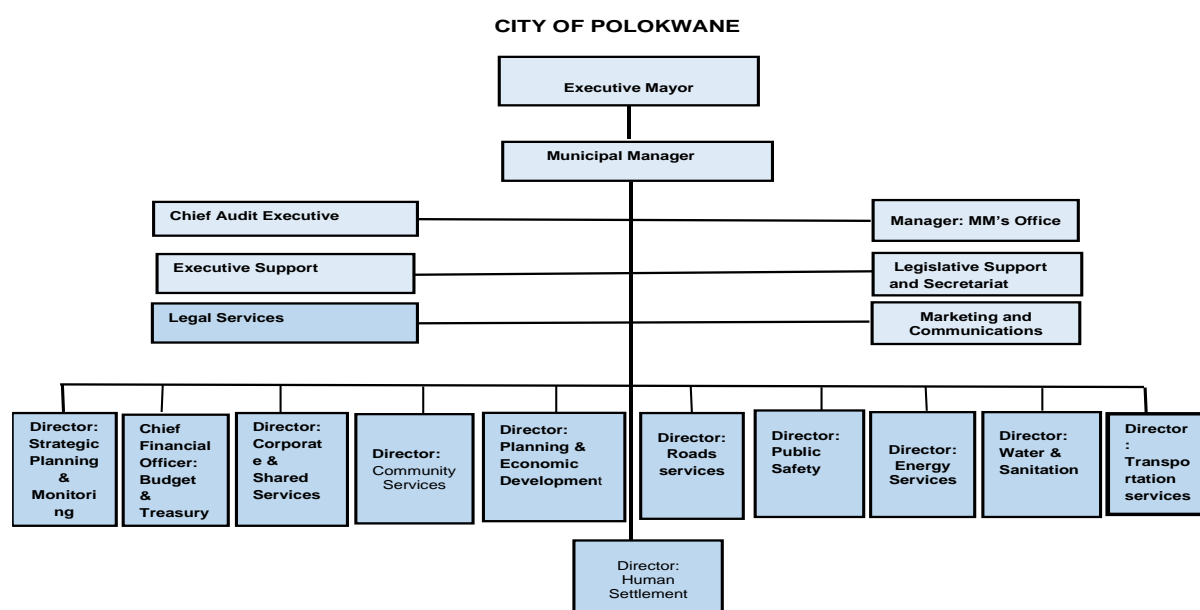 CITY OF POLOKWANE
Executive Mayor
Municipal Manager
Chief Audit Executive
Manager: MM's Office
Executive Support
Legislative Support
and Secretariat
Legal Services
Marketing and
Communications
Director:
Strategic
Planning
&
Monitori
ng
Chief
Financial
Officer:
Budget
&
Treasury
Director:
Corporat
e &
Shared
Services
Director:
Community
Services
Director:
Planning &
Economic
Development
Director:
Roads
services
Director:
Public
Safety
Director:
Energy
Services
Director:
Water &
Sanitation
Director
:
Transpo
rtation
services
Director:
Human
Settlement